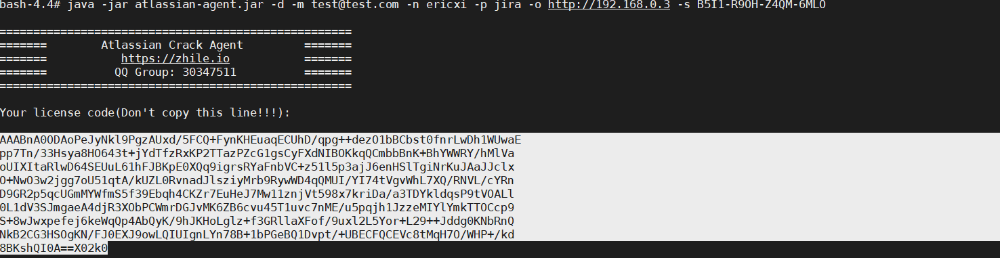 bash-4.4# java -jar atlassian-agent.jar -d -m test@test.com -n ericxi -p jira -o http://192.168.0.3 -s B5I1-R9OH-Z4QM-6MLO
====================================================
======= Atlassian Crack Agent =======
======= https://zhile.io =======
======= QQ Group: 30347511 =======
====================================================
Your license code(Don't copy this line!!!):
AAABnA0ODAoPeJyNkl9PgzAUxd/5FCQ+FynKHEuaqECUhD/qpg++dezO1bBCbst0fnrLwDh1WUwaE
pp7Tn/33Hsya8HO643t+jYdTfzRxKP2TTazPZcG1gsCyFXdNIBOKkqQCmbbBnK+BhYWWRY/hMlVa
oUIXItaRlwD64SEUuL61hFJBKpE0XQq9igrsRYaFnbVC+z51l5p3ajJ6enHSlTgiNrKuJAaJJclx
O+NwO3w2jgg7oU51qtA/kUZL0RvnadJlsziyMrb9RywWD4qQMUI/YI74tVgvWhL7XQ/RNVL/cYRn
D9GR2p5qcUGmMYWfmS5f39Ebqh4CKZr7EuHeJ7Mw11znjVt598x7kriDa/a3TDYkldqsP9tVOALl
0L1dV3SJmgaeA4djR3XObPCWmrDGJvMK6ZB6cvu45T1uvc7nME/u5pqjh1JzzeMIYlYmkTTOCcp9
S+8wJwxpefej6keWqQp4AbQyK/9hJKHoLglz+f3GRllaXFof/9uxl2L5Yor+L29++Jddg0KNbRnQ
NkB2CG3HSOgKN/FJ0EXJ9owLQIUIgnLYn78B+1bPGeBQ1Dvpt/+UBECFQCEVc8tMqH7O/WHP+/kd
8BKshQI0A==X02k0